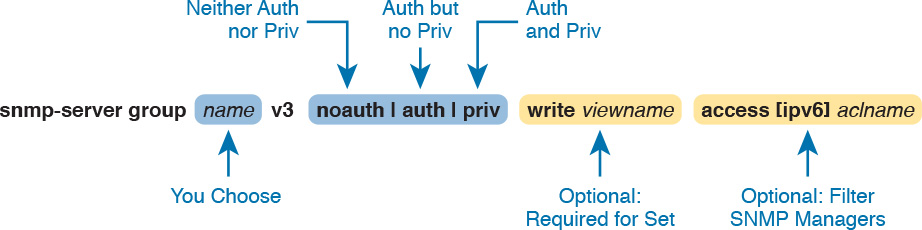 Neither Auth
nor Priv
Auth but
no Priv
Auth
and Priv
snmp-server group name v3 noauth | auth | priv write viewname access [ipv6] aclname
You Choose
Optional:
Required for Set
Optional: Filter
SNMP Managers